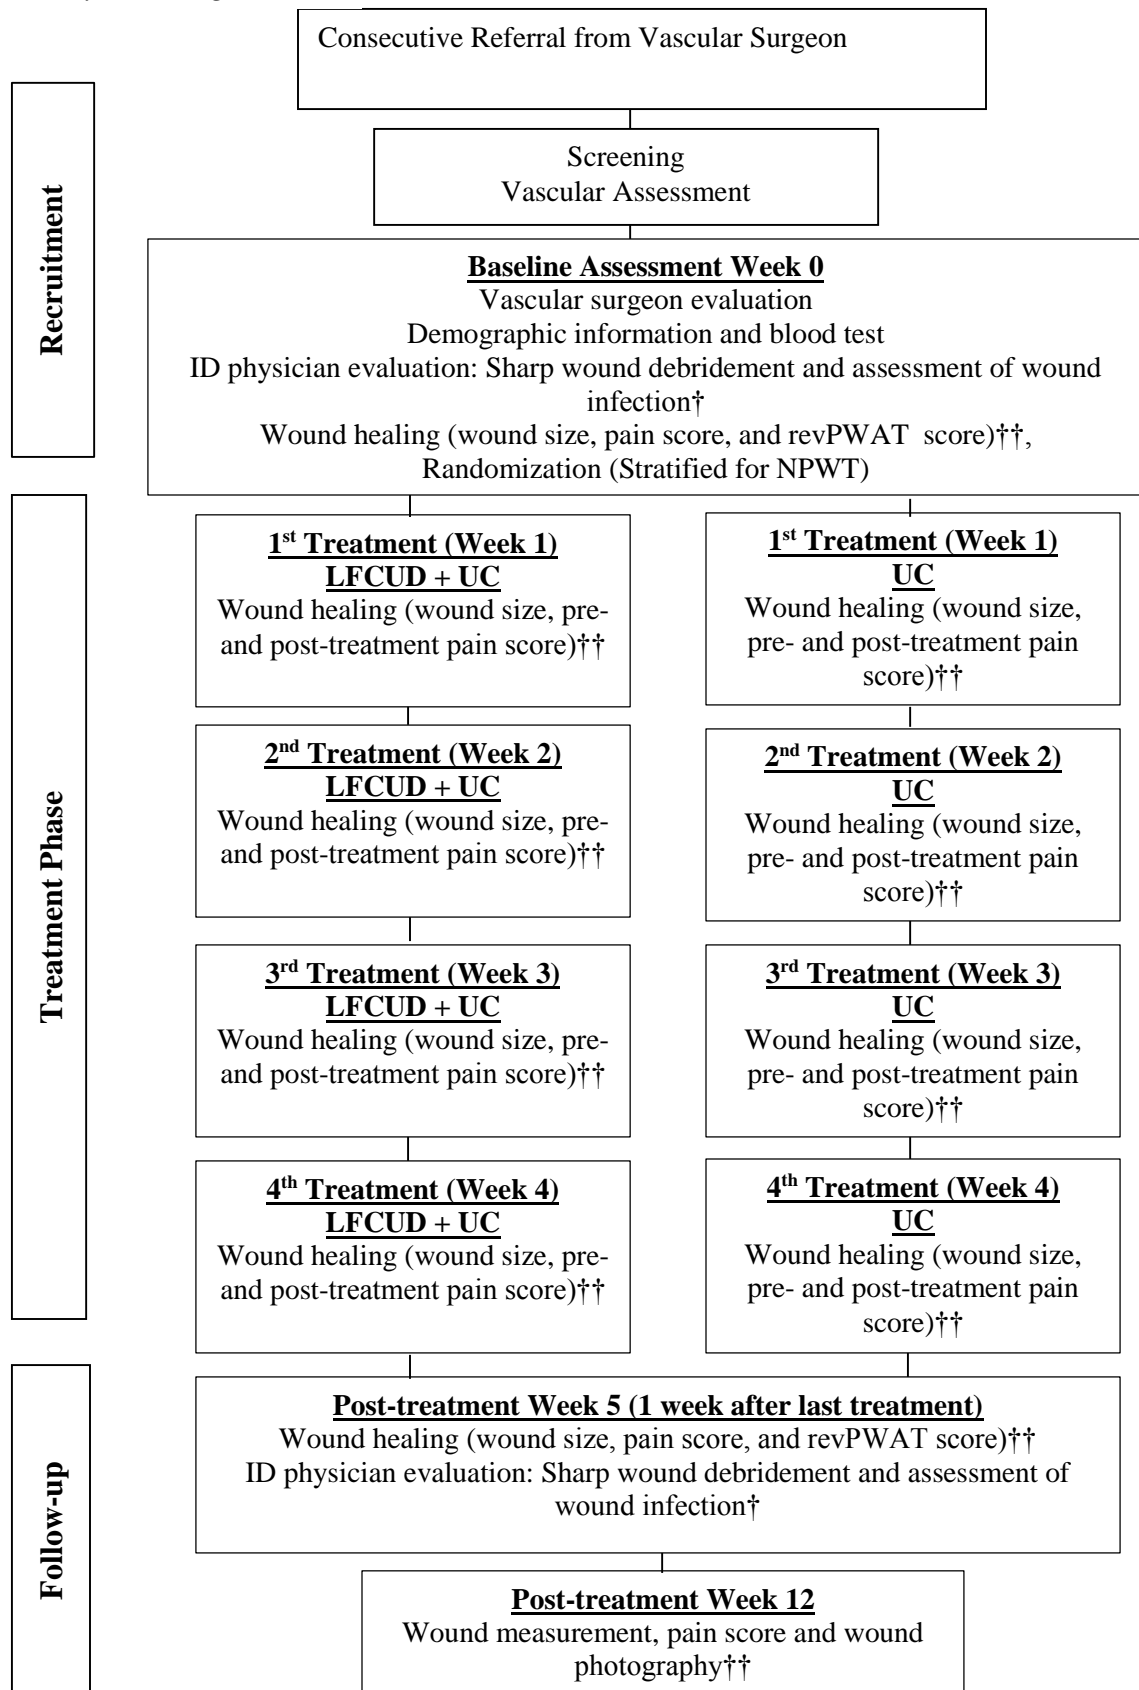 Consecutive Referral from Vascular Surgeon
Recruitment
Screening
Vascular Assessment
Baseline Assessment Week 0
Vascular surgeon evaluation
Demographic information and blood test
ID physician evaluation: Sharp wound debridement and assessment of wound
infection†
Wound healing (wound size, pain score, and revPWAT score)††,
Randomization (Stratified for NPWT)
Treatment Phase
1st Treatment (Week 1)
LFCUD + UC
Wound healing (wound size, pre-
and post-treatment pain score)††
1st Treatment (Week 1)
UC
Wound healing (wound size,
pre- and post-treatment pain
score)††
2nd Treatment (Week 2)
LFCUD + UC
Wound healing (wound size, pre-
and post-treatment pain score)††
2nd Treatment (Week 2)
UC
Wound healing (wound size,
pre- and post-treatment pain
score)††
3rd Treatment (Week 3)
LFCUD + UC
Wound healing (wound size, pre-
and post-treatment pain score)††
3rd Treatment (Week 3)
UC
Wound healing (wound size,
pre- and post-treatment pain
score)††
4th Treatment (Week 4)
LFCUD + UC
Wound healing (wound size, pre-
and post-treatment pain score)††
4th Treatment (Week 4)
UC
Wound healing (wound size,
pre- and post-treatment pain
score)††
Follow-up
Post-treatment Week 5 (1 week after last treatment)
Wound healing (wound size, pain score, and revPWAT score)††
ID physician evaluation: Sharp wound debridement and assessment of
wound infection†
Post-treatment Week 12
Wound measurement, pain score and wound
photography††